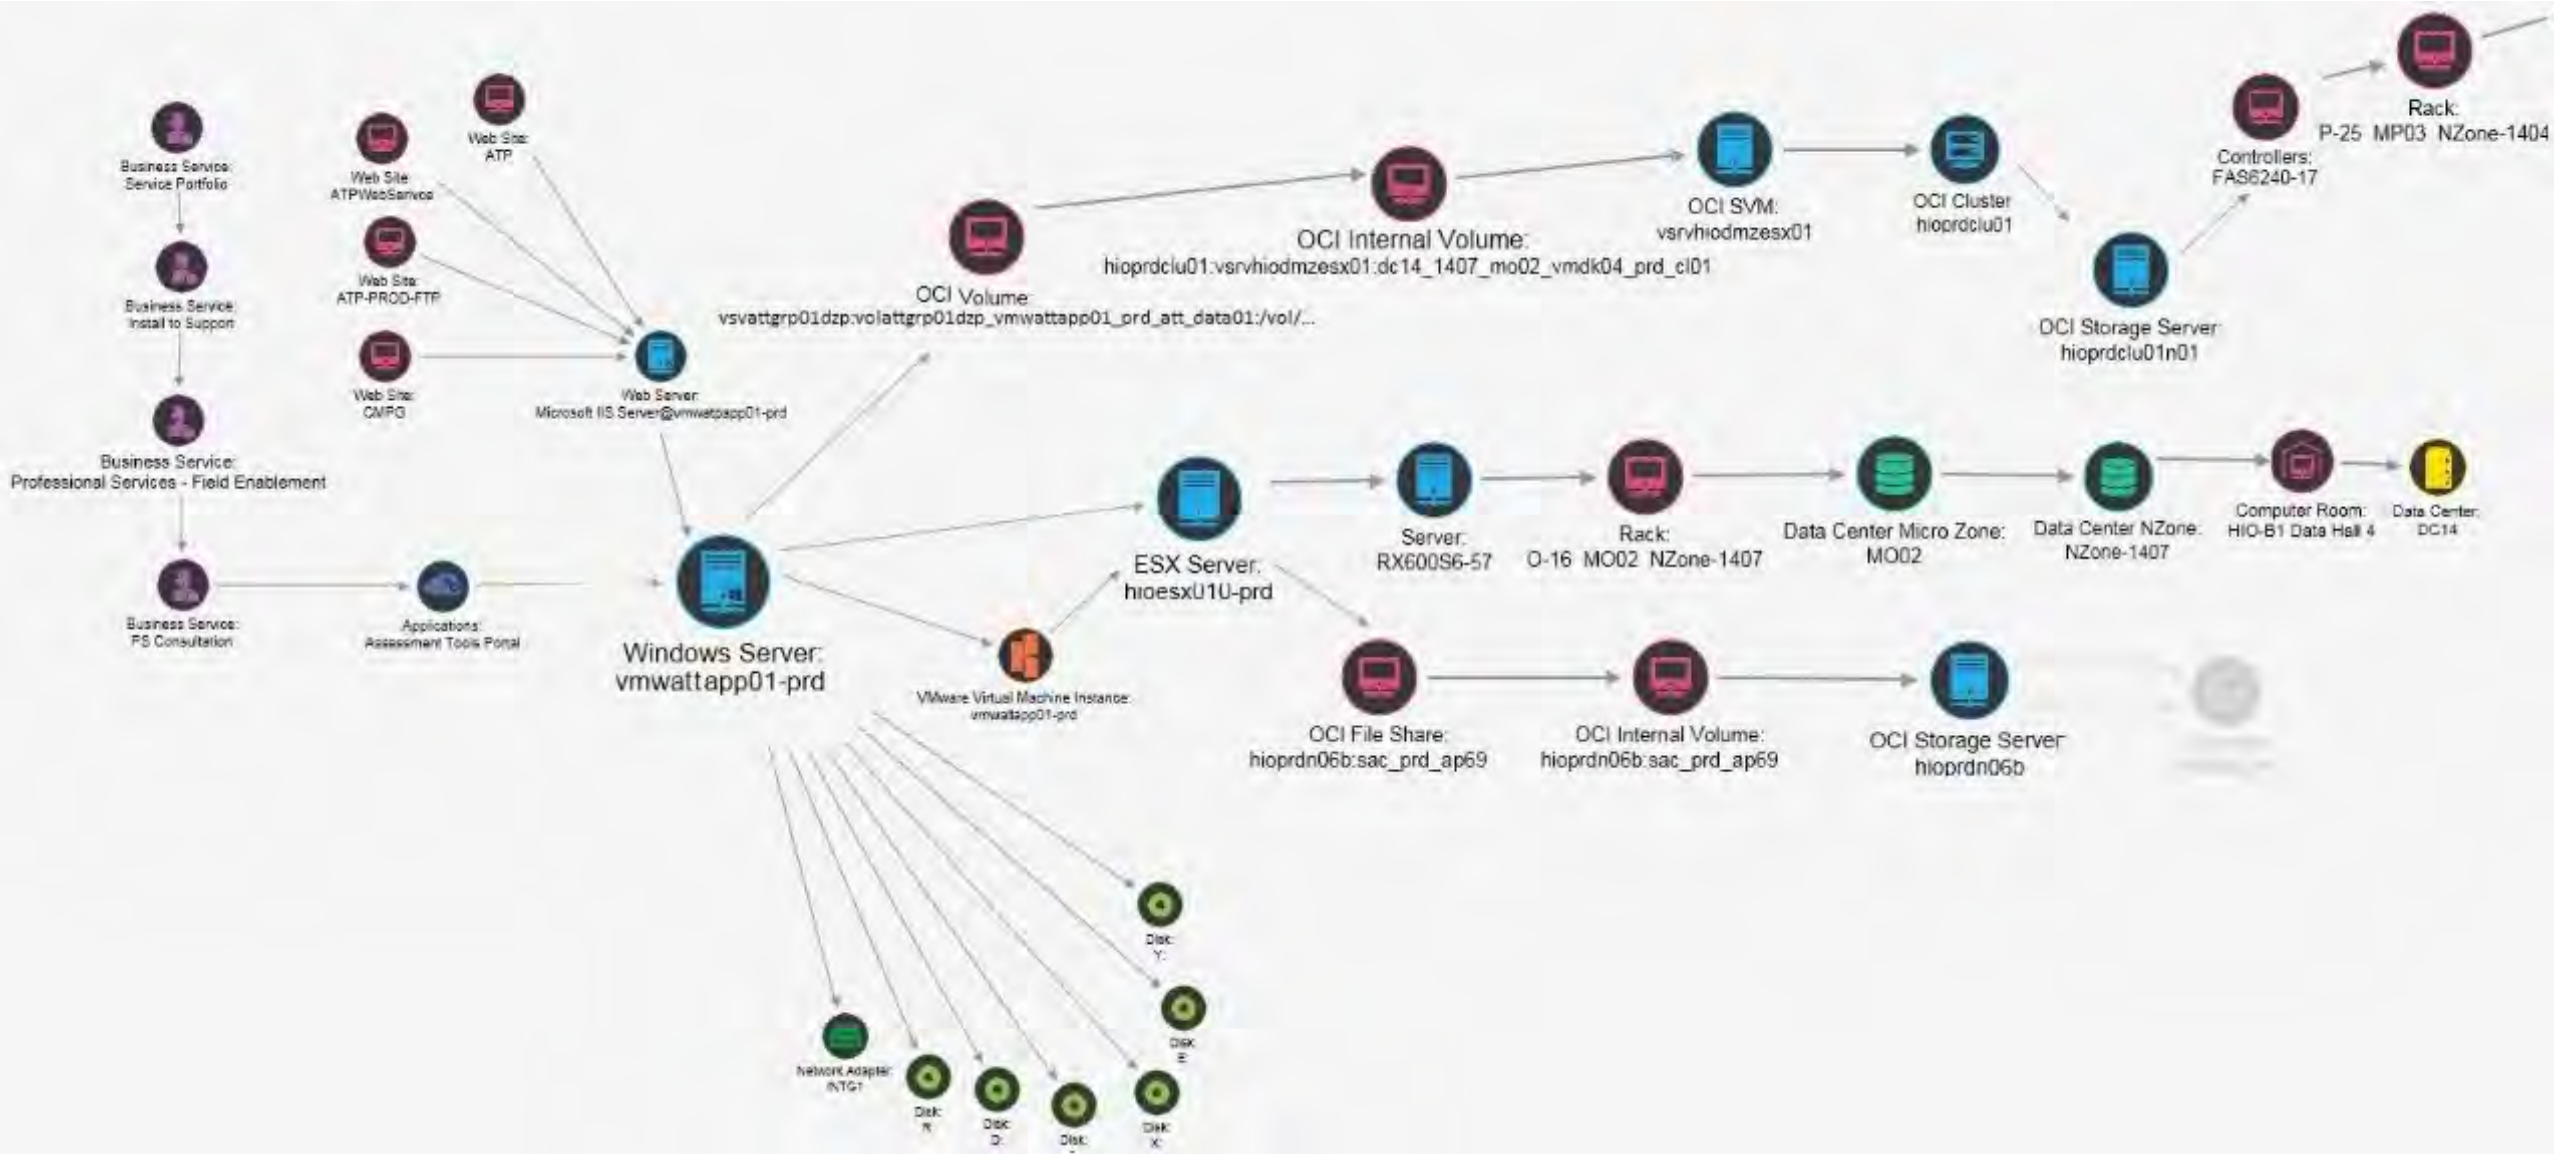 Business Service:
Service Portfolio
Business Service:
Install to Support
Business Service:
Professional Services - Field Enablement
Business Service:
PS Consultation
Applications:
Assessment Tools Portal
Web Site:
ATP
Web Site
ATPWebService
Web Site:
ATP-PROD-FTP
Web Site:
CMPG
Web Server:
Microsoft IIS Server@vmwatpapp01-prd
Windows Server:
vmwattapp01-prd
OCI Volume:
vsvattgrp01dzp:volattgrp01dzp_vmwattapp01_prd_att_data01:/vol/...
OCI Internal Volume:
hioprdclu01:vsrvhiodmzesx01:dc14_1407_mo02_vmdk04_prd_cl01
OCI SVM:
vsrvhiodmzesx01
OCI Cluster
hioprdclu01
OCI Storage Server
hioprdclu01n01
Controllers:
FAS6240-17
Rack:
P-25 MP03 NZone-1404
ESX Server:
hioesx010-prd
Server:
RX600S6-57
Rack:
O-16 MO02 NZone-1407
Data Center Micro Zone:
MO02
Data Center NZone:
NZone-1407
Computer Room:
HIO-B1 Data Hall 4
Data Center:
DC14
VMware Virtual Machine Instance:
vmwattapp01-prd
OCI File Share:
hioprdn06b:sac_prd_ap69
OCI Internal Volume:
hioprdn06b:sac_prd_ap69
OCI Storage Server
hioprdn06b
Disk:
Y:
Disk
E:
Network Adapter:
INTG1
Disk:
R
Disk
D:
Disk:
Disk:
X: